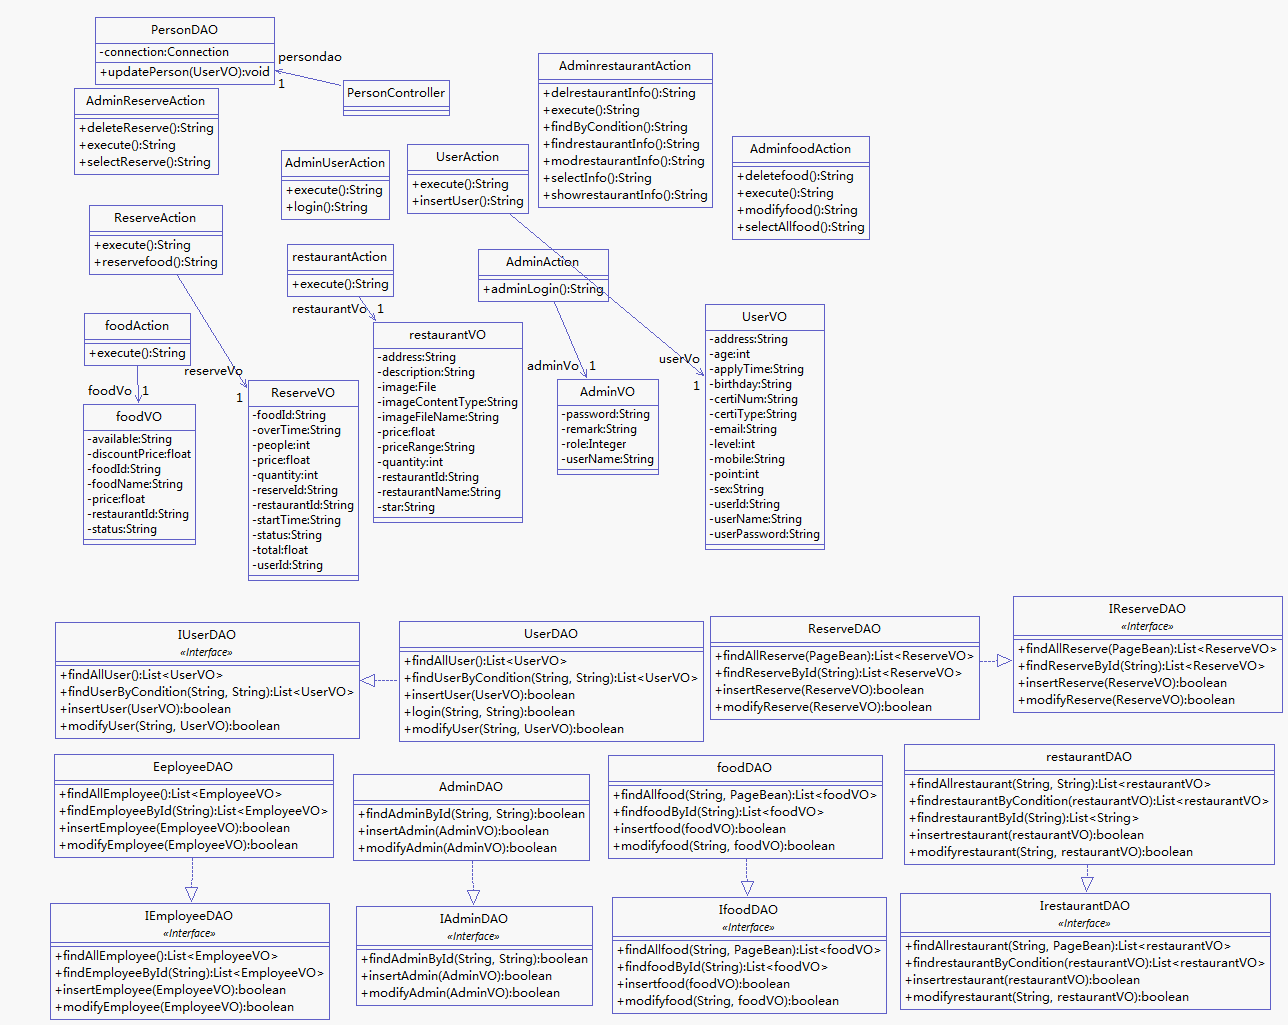 PersonDAO
-connection:Connection
+updatePerson(UserVO):void
persondao
1
PersonController
AdminReserveAction
+deleteReserve():String
+execute():String
+selectReserve():String
AdminUserAction
+execute():String
+login():String
UserAction
+execute():String
+insertUser():String
AdminrestaurantAction
+delrestaurantInfo():String
+execute():String
+findByCondition():String
+findrestaurantInfo():String
+modrestaurantInfo():String
+selectInfo():String
+showrestaurantInfo():String
AdminfoodAction
+deletefood():String
+execute():String
+modifyfood():String
+selectAllfood():String
ReserveAction
+execute():String
+reservefood():String
restaurantAction
+execute():String
restaurantVo
1
AdminAction
+adminLogin():String
foodAction
+execute():String
foodVo
1
reserveVo
1
adminVo
1
userVo
1
foodVO
-available:String
-discountPrice:float
-foodId:String
-foodName:String
-price:float
-restaurantId:String
-status:String
ReserveVO
-foodId:String
-overTime:String
-people:int
-price:float
-quantity:int
-reserveId:String
-restaurantId:String
-startTime:String
-status:String
-total:float
-userId:String
restaurantVO
-address:String
-description:String
-image:File
-imageContentType:String
-imageFileName:String
-price:float
-priceRange:String
-quantity:int
-restaurantId:String
-restaurantName:String
-star:String
AdminVO
-password:String
-remark:String
-role:Integer
-userName:String
UserVO
-address:String
-age:int
-applyTime:String
-birthday:String
-certiNum:String
-certiType:String
-email:String
-level:int
-mobile:String
-point:int
-sex:String
-userId:String
-userName:String
-userPassword:String
IUserDAO
«Interface»
+findAllUser():List<UserVO>
+findUserByCondition(String, String):List<UserVO>
+insertUser(UserVO):boolean
+modifyUser(String, UserVO):boolean
UserDAO
+findAllUser():List<UserVO>
+findUserByCondition(String, String):List<UserVO>
+insertUser(UserVO):boolean
+login(String, String):boolean
+modifyUser(String, UserVO):boolean
ReserveDAO
+findAllReserve(PageBean):List<ReserveVO>
+findReserveById(String):List<ReserveVO>
+insertReserve(ReserveVO):boolean
+modifyReserve(ReserveVO):boolean
IReserveDAO
«Interface»
+findAllReserve(PageBean):List<ReserveVO>
+findReserveById(String):List<ReserveVO>
+insertReserve(ReserveVO):boolean
+modifyReserve(ReserveVO):boolean
EeployeeDAO
+findAllEmployee():List<EmployeeVO>
+findEmployeeById(String):List<EmployeeVO>
+insertEmployee(EmployeeVO):boolean
+modifyEmployee(EmployeeVO):boolean
AdminDAO
+findAdminById(String, String):boolean
+insertAdmin(AdminVO):boolean
+modifyAdmin(AdminVO):boolean
foodDAO
+findAllfood(String, PageBean):List<foodVO>
+findfoodById(String):List<foodVO>
+insertfood(foodVO):boolean
+modifyfood(String, foodVO):boolean
restaurantDAO
+findAllrestaurant(String, String):List<restaurantVO>
+findrestaurantByCondition(restaurantVO):List<restaurantVO>
+findrestaurantById(String):List<String>
+insertrestaurant(restaurantVO):boolean
+modifyrestaurant(String, restaurantVO):boolean
IEmployeeDAO
«Interface»
+findAllEmployee():List<EmployeeVO>
+findEmployeeById(String):List<EmployeeVO>
+insertEmployee(EmployeeVO):boolean
+modifyEmployee(EmployeeVO):boolean
IAdminDAO
«Interface»
+findAdminById(String, String):boolean
+insertAdmin(AdminVO):boolean
+modifyAdmin(AdminVO):boolean
IfoodDAO
«Interface»
+findAllfood(String, PageBean):List<foodVO>
+findfoodById(String):List<foodVO>
+insertfood(foodVO):boolean
+modifyfood(String, foodVO):boolean
IrestaurantDAO
«Interface»
+findAllrestaurant(String, PageBean):List<restaurantVO>
+findrestaurantByCondition(restaurantVO):List<restaurantVO>
+insertrestaurant(restaurantVO):boolean
+modifyrestaurant(String, restaurantVO):boolean